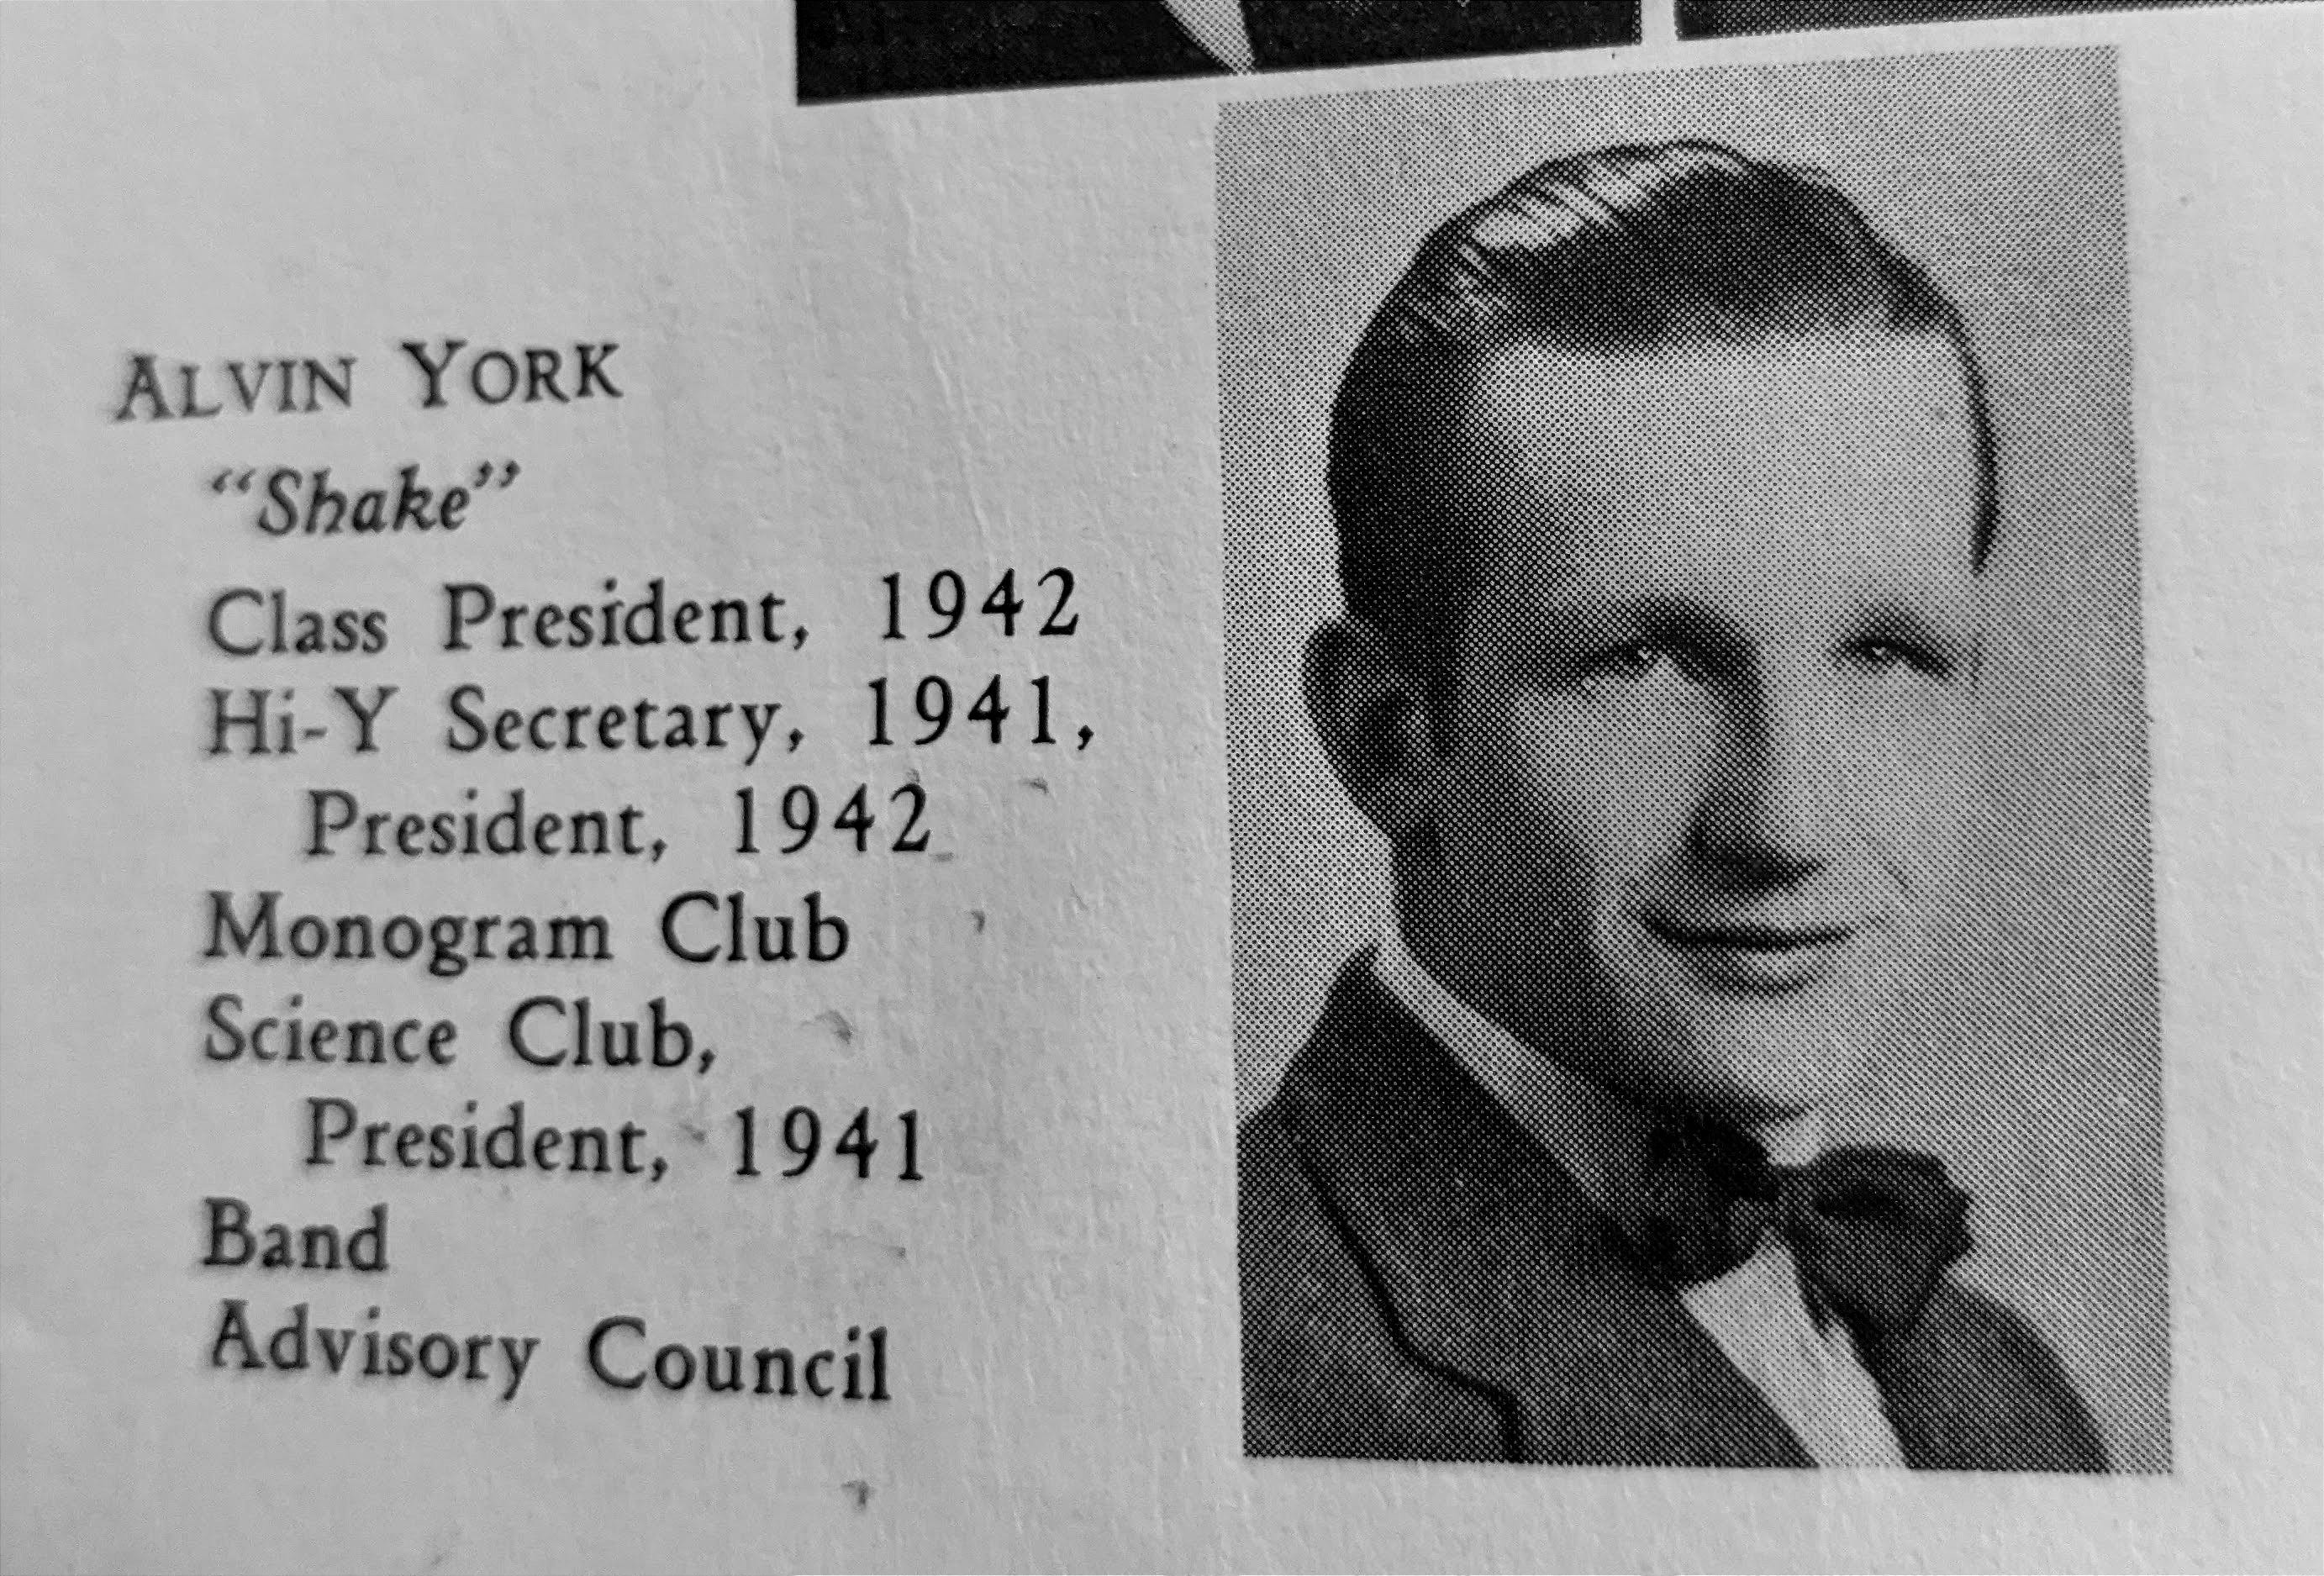 ALVIN YORK
“Shake”
Class President, 1942
Hi-Y Secretary, 1941,
President, 1942
Monogram Club
Science Club,
President, 1941
Band
Advisory Council